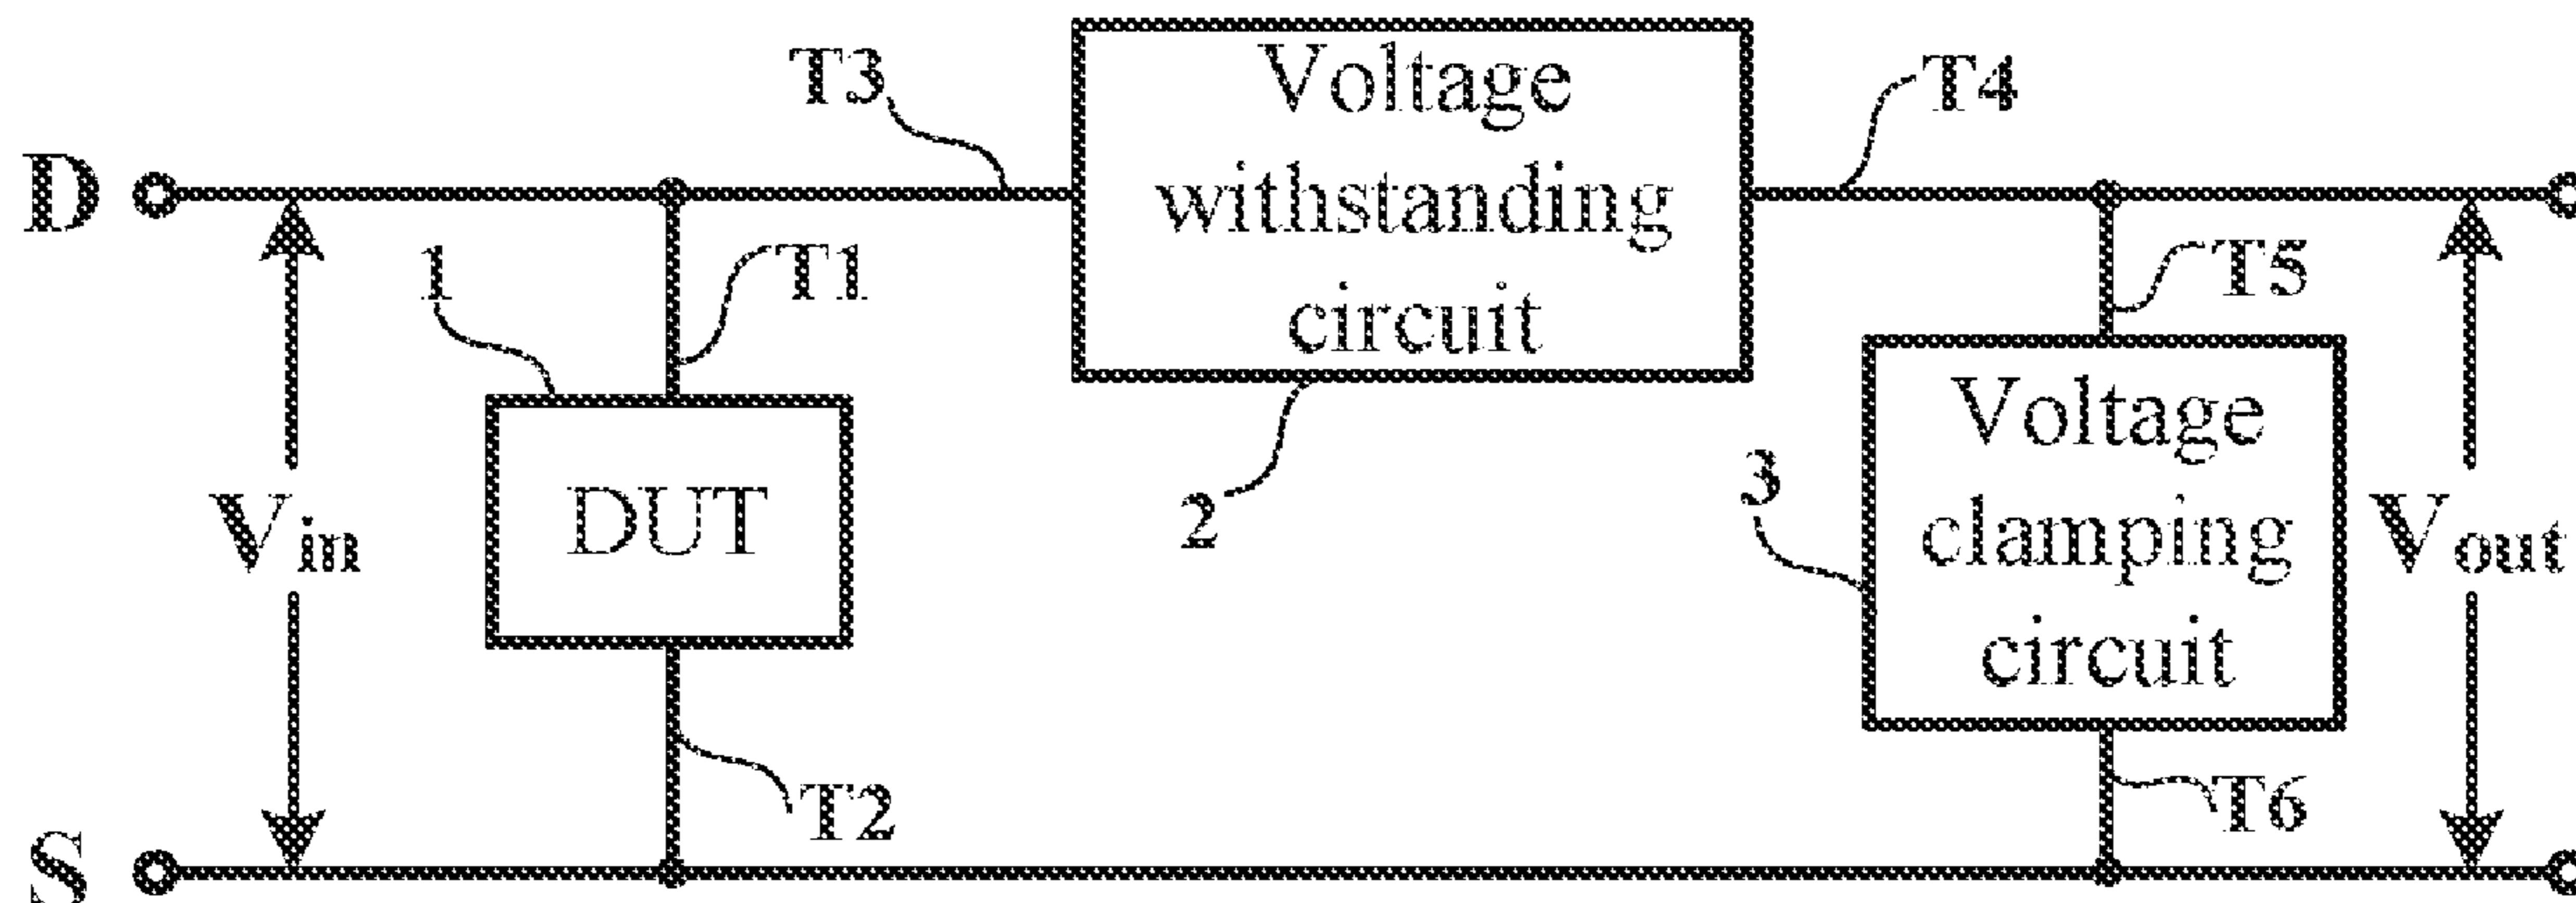 T3
Voltage
withstanding
circuit
T4
D
1
T1
T5
DUT
2
3
Voltage
clamping
circuit
Vin
Vout
T2
T6
S